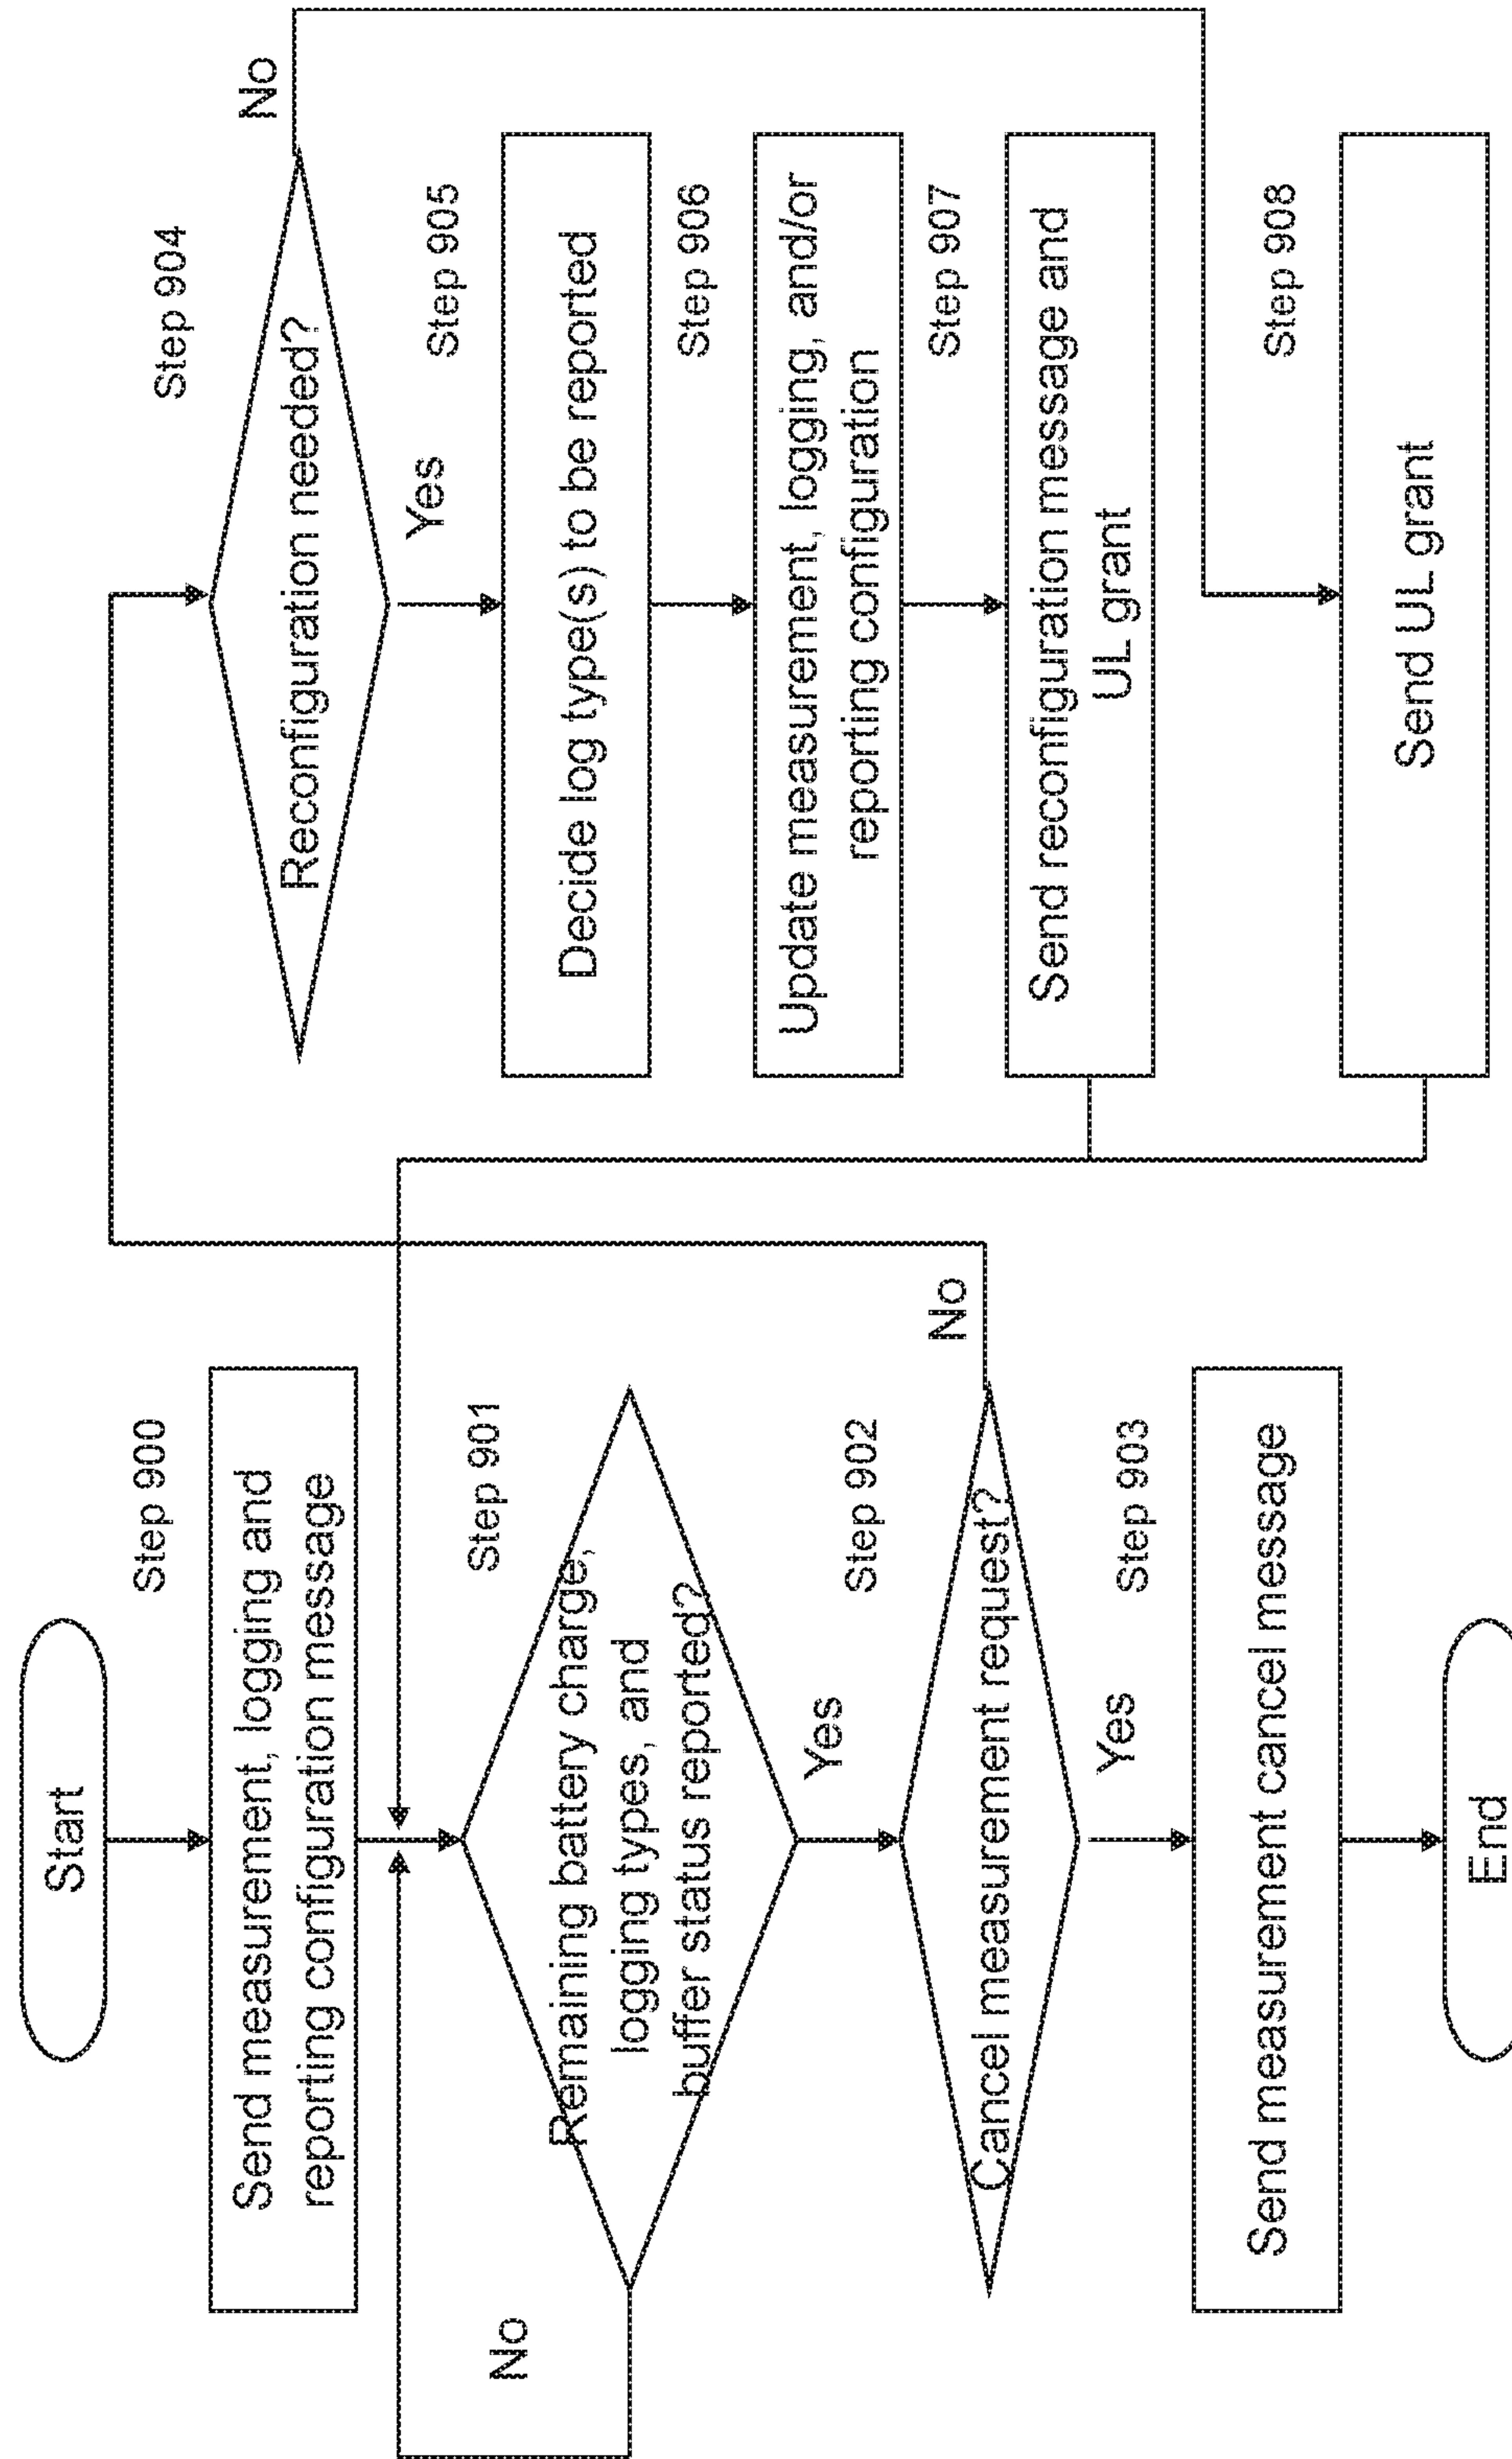 Start
Step 900
Send measurement, logging and
reporting configuration message
Step 901
Remaining battery charge,
logging types, and
buffer status reported?
No
Yes
Step 902
Cancel measurement request?
No
Yes
Step 903
Send measurement cancel message
End
Step 904
Reconfiguration needed?
No
Yes
Step 905
Decide log type(s) to be reported
Step 906
Update measurement, logging, and/or
reporting configuration
Step 907
Send reconfiguration message and
UL grant
Step 908
Send UL grant